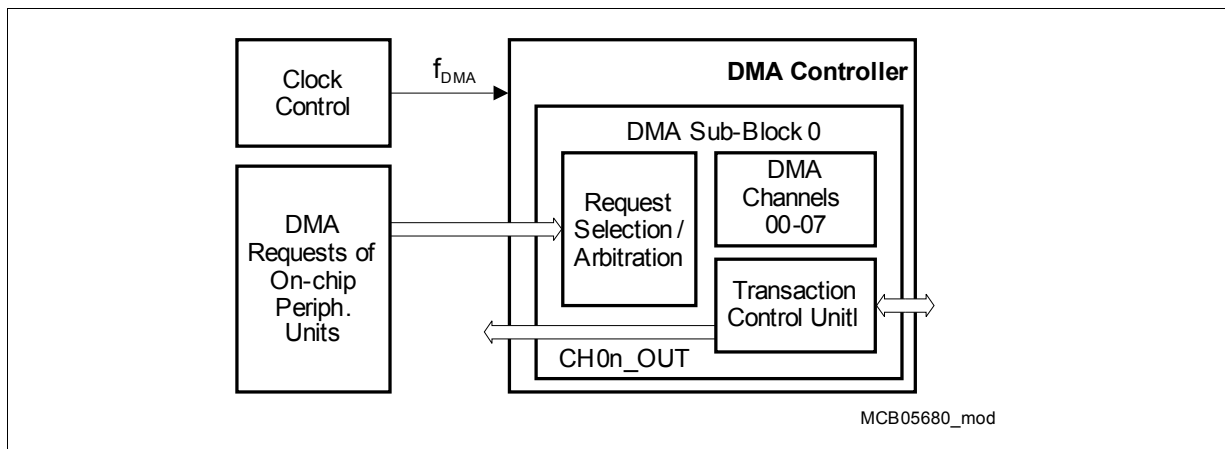 Clock
Control
f_DMA
DMA Controller
DMA Sub-Block 0
DMA
Requests of
On-chip
Periph.
Units
Request
Selection /
Arbitration
DMA
Channels
00-07
Transaction
Control Unitl
CH0n_OUT
MCB05680_mod